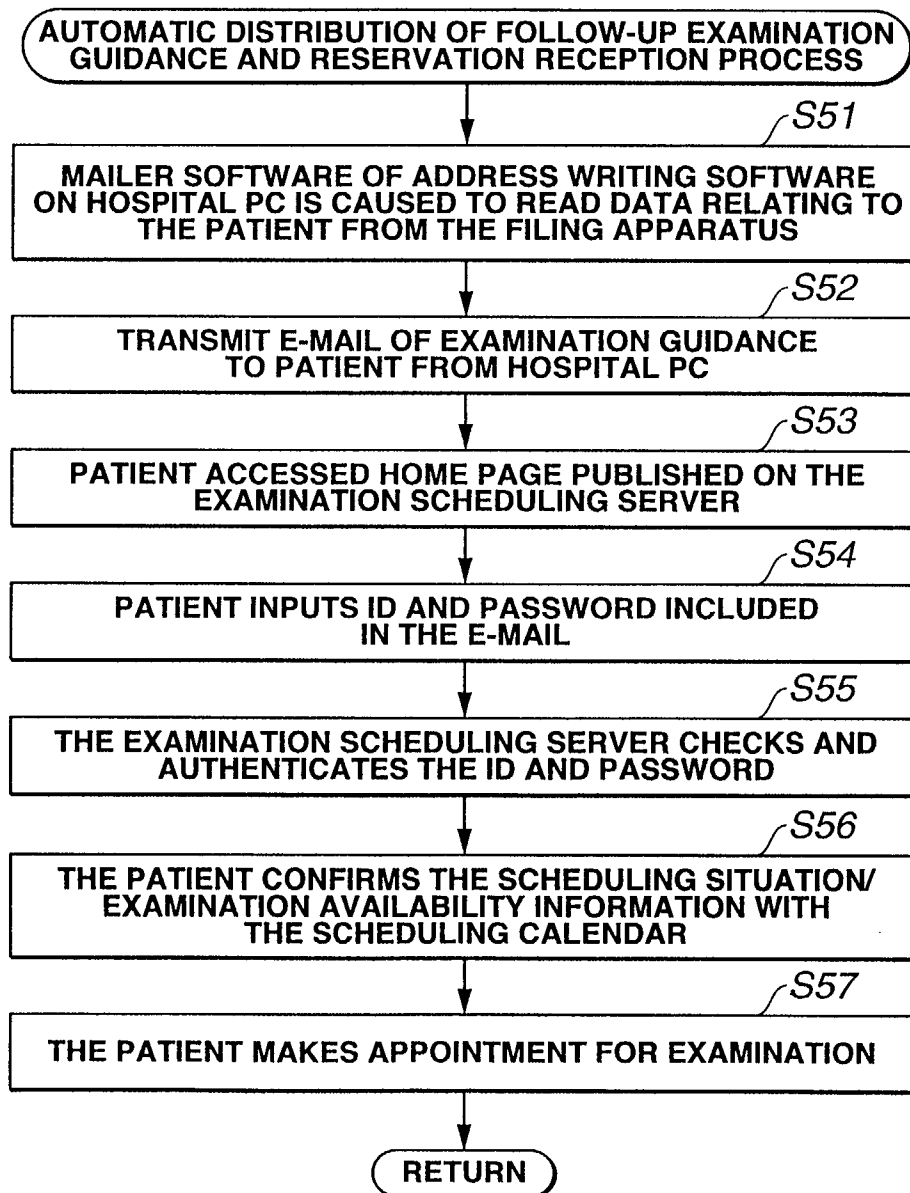 AUTOMATIC DISTRIBUTION OF FOLLOW-UP EXAMINATION
GUIDANCE AND RESERVATION RECEPTION PROCESS
S51
MAILER SOFTWARE OF ADDRESS WRITING SOFTWARE
ON HOSPITAL PC IS CAUSED TO READ DATA RELATING TO
THE PATIENT FROM THE FILING APPARATUS
S52
TRANSMIT E-MAIL OF EXAMINATION GUIDANCE
TO PATIENT FROM HOSPITAL PC
S53
PATIENT ACCESSED HOME PAGE PUBLISHED ON THE
EXAMINATION SCHEDULING SERVER
S54
PATIENT INPUTS ID AND PASSWORD INCLUDED
IN THE E-MAIL
S55
THE EXAMINATION SCHEDULING SERVER CHECKS AND
AUTHENTICATES THE ID AND PASSWORD
S56
THE PATIENT CONFIRMS THE SCHEDULING SITUATION/
EXAMINATION AVAILABILITY INFORMATION WITH
THE SCHEDULING CALENDAR
S57
THE PATIENT MAKES APPOINTMENT FOR EXAMINATION
RETURN